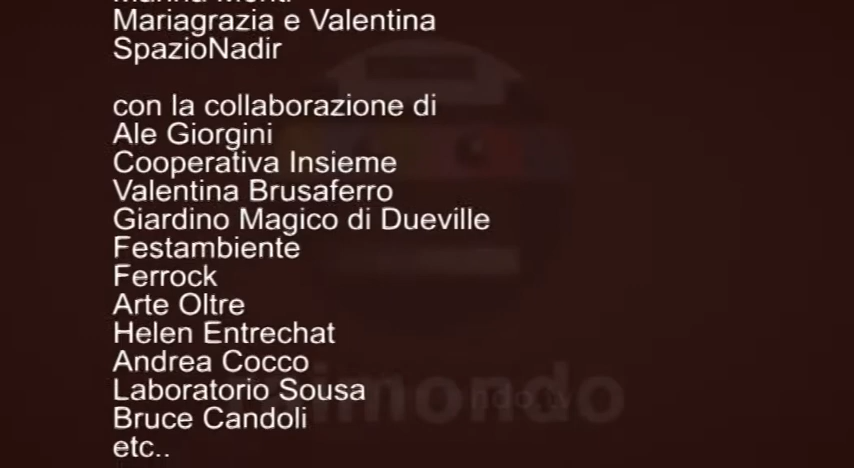 Mariagrazia e Valentina
SpazioNadir
con la collaborazione di
Ale Giorgini
Cooperativa Insieme
Valentina Brusaferro
Giardino Magico di Dueville
Festambiente
Ferrock
Arte Oltre
Helen Entrechat
Andrea Cocco
Laboratorio Sousa
Bruce Candoli
etc..